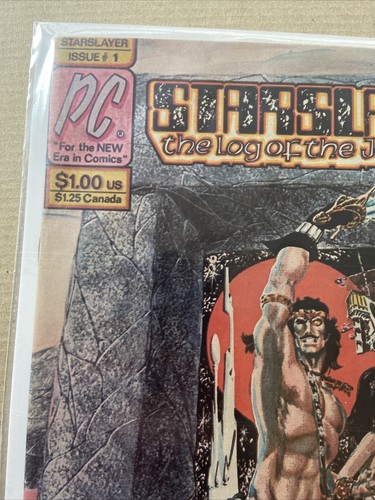 STARSLAYER
ISSUE # 1
PC®
"For the NEW
Era in Comics"
$1.00 US
$1.25 Canada
STARSLA
the Log of the J